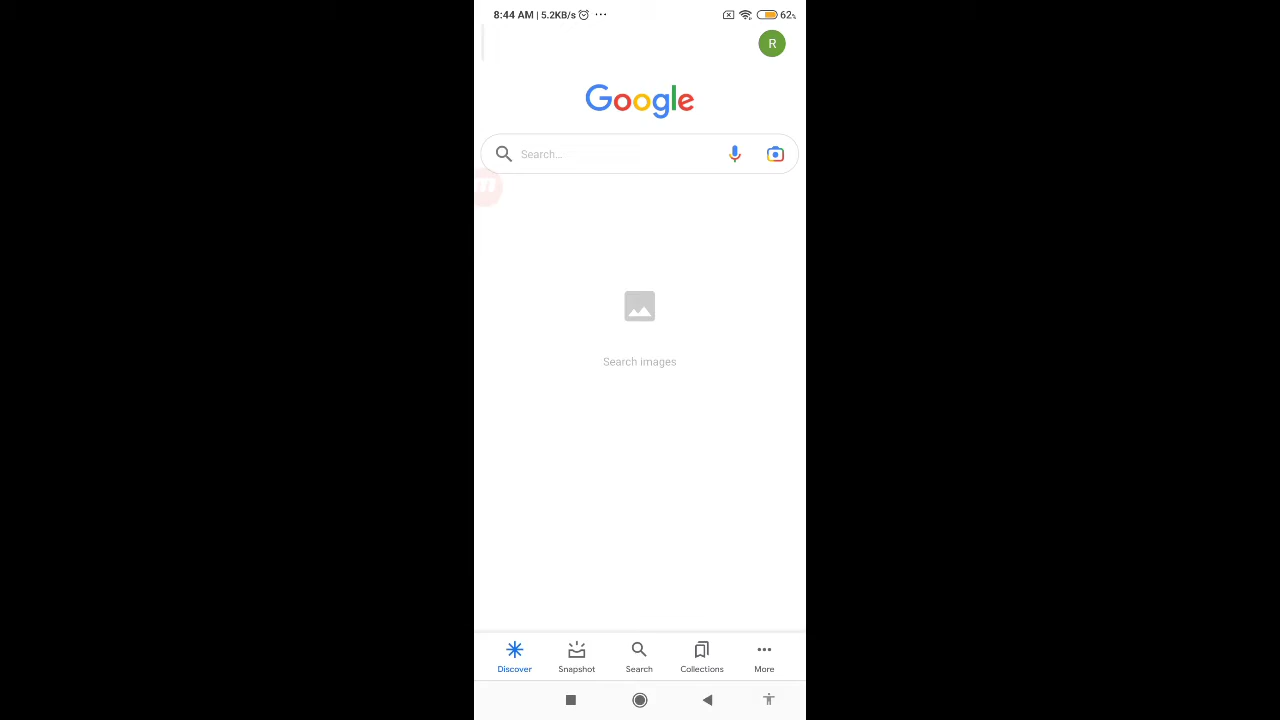 8:44 AM | 5.2KB/s ...
62%
R
Google
Search...
Search images
Discover
Snapshot
Search
Collections
More